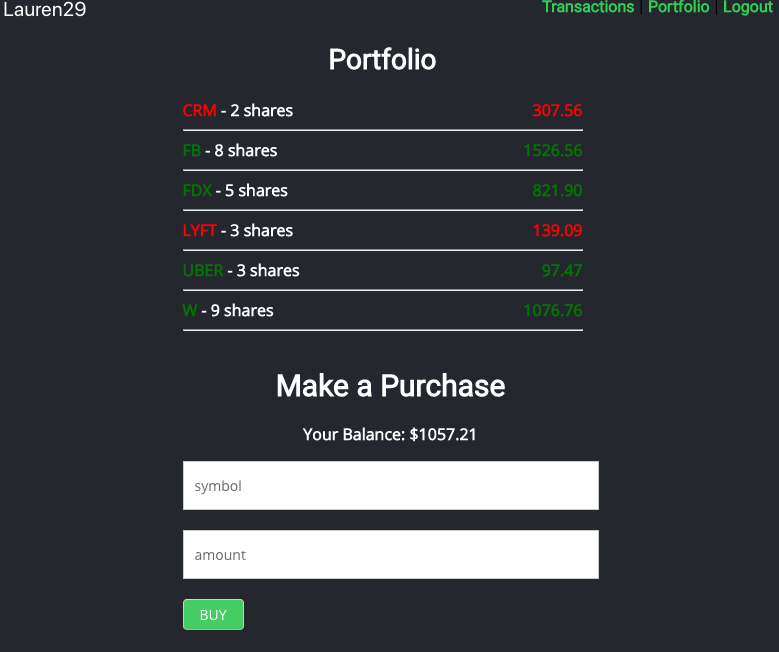 Lauren29 Transactions | Portfolio | Logout
Portfolio
CRM - 2 shares 307.56
FB - 8 shares 1526.56
FDX - 5 shares 821.90
LYFT - 3 shares 139.09
UBER - 3 shares 97.47
W - 9 shares 1076.76
Make a Purchase
Your Balance: $1057.21
symbol
amount
BUY